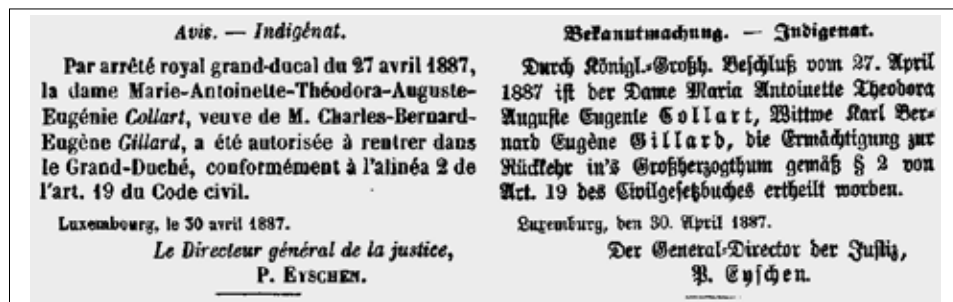 Avis. — Indigénat.
Par arrêté royal grand-ducal du 27 avril 1887,
la dame Marie-Antoinette-Théodora-Auguste-
Eugénie Collart, veuve de M. Charles-Bernard-
Eugène Gillard, a été autorisée à rentrer dans
le Grand-Duché, conformément à l'alinéa 2 de
l'art. 19 du Code civil.
Luxembourg, le 30 avril 1887.
Le Directeur général de la justice,
P. EYSCHEN.
Bekanntmachung. — Indigenat.
Durch Königl.-Großh. Beschluß vom 27. April
1887 ist der Dame Maria Antoinette Theodora
Auguste Eugenie Collart, Wittwe Karl Ber-
nard Eugène Gillard, die Ermächtigung zur
Rückkehr in's Großherzogthum gemäß § 2 von
Art. 19 des Civilgesetzbuches ertheilt worden.
Luxemburg, den 30. April 1887.
Der General-Director der Justiz,
P. Eyschen.